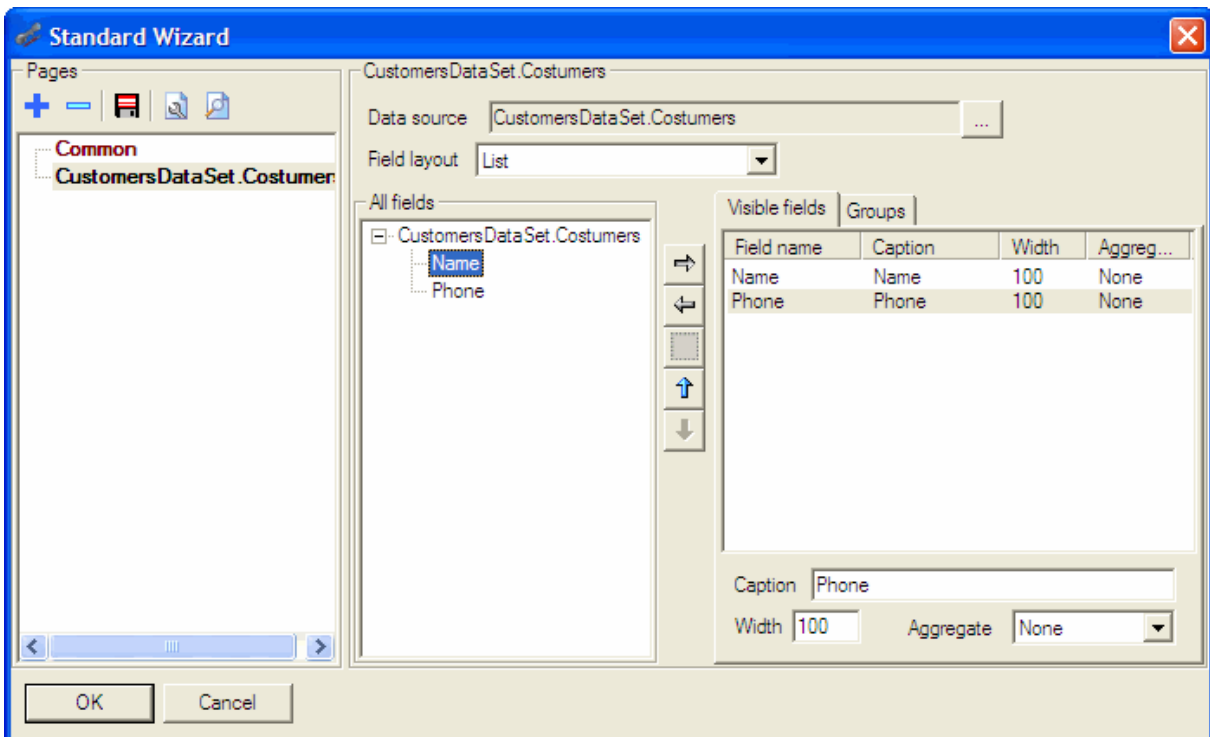 Standard Wizard
Pages
Common
CustomersDataSet.Costumer
CustomersDataSet.Costumers
Data source CustomersDataSet.Costumers ...
Field layout List
All fields
CustomersDataSet.Costumers
Name
Phone
Visible fields Groups
Field name Caption Width Aggreg...
Name Name 100 None
Phone Phone 100 None
Caption Phone
Width 100 Aggregate None
OK Cancel